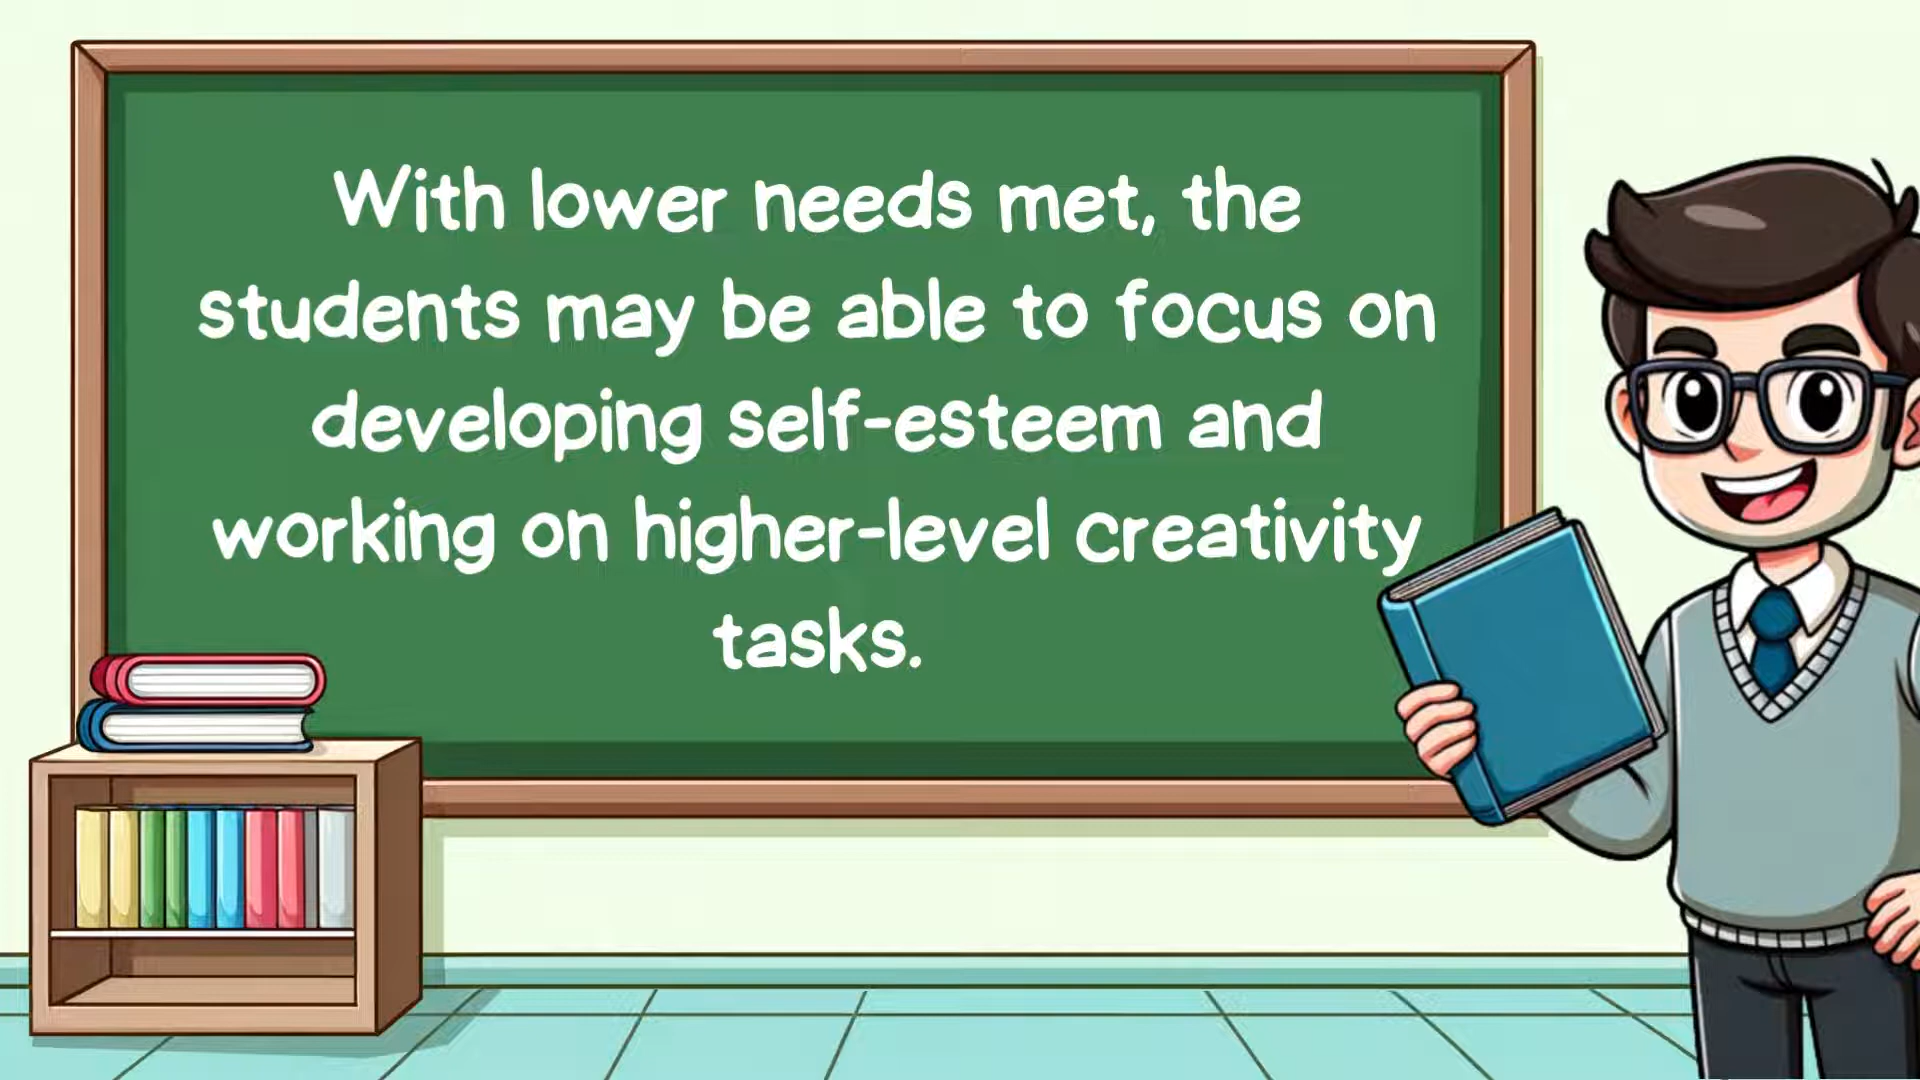 With lower needs met, the
students may be able to focus on
developing self-esteem and
working on higher-level creativity
tasks.